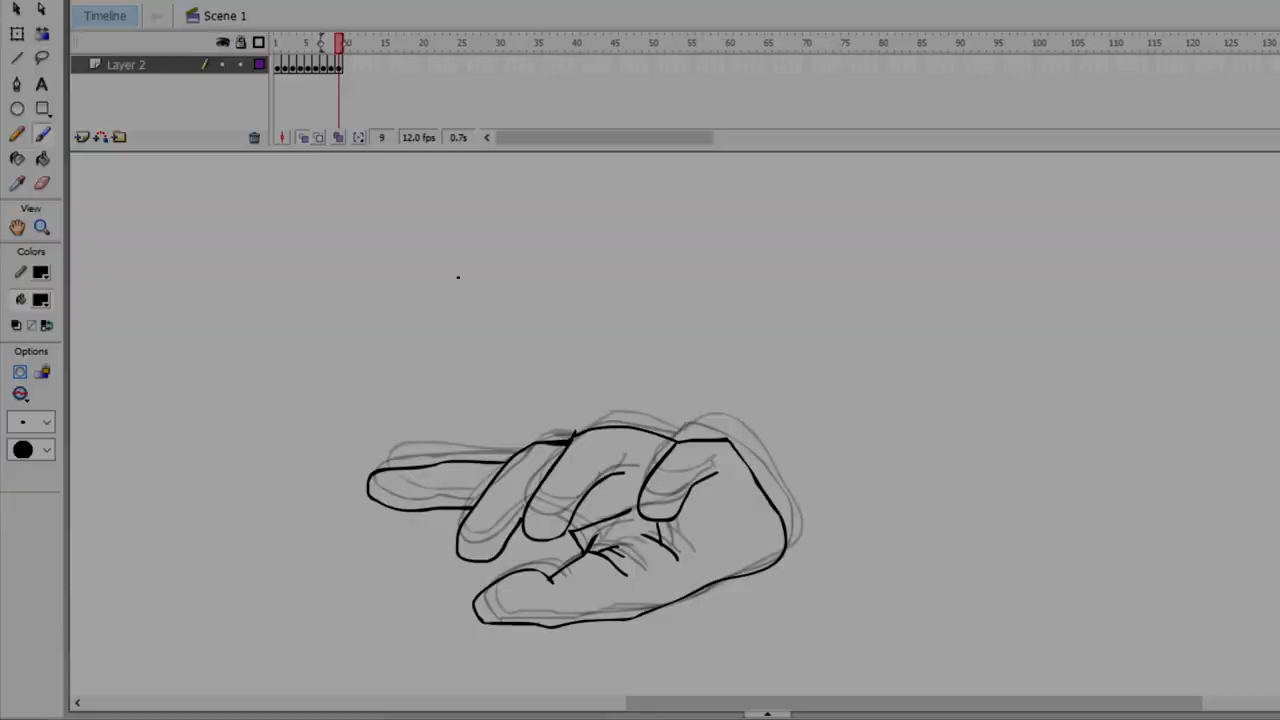 Timeline
Scene 1
1 5 10 15 20 25 30 35 40 45 50 55 60 65 70 75 80 85 90 95 100 105 110 115 120 125 130
Layer 2
A
9 12.0 fps 0.7s
View
Colors
Options